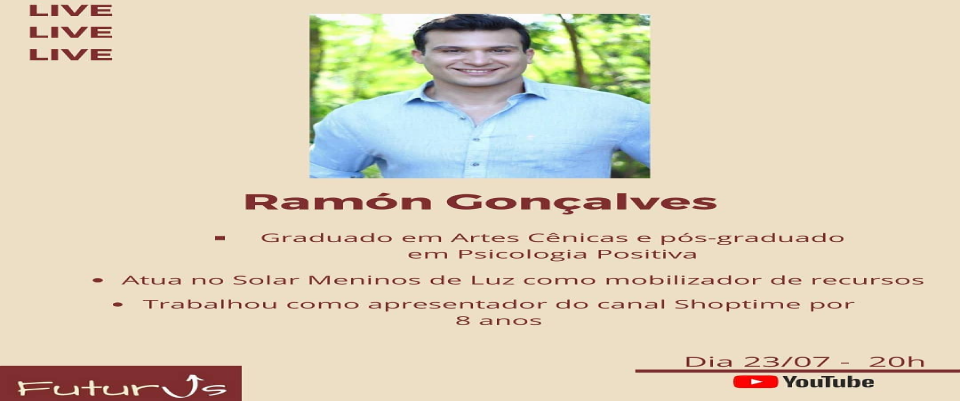 LIVE
LIVE
LIVE
Ramón Gonçalves
Graduado em Artes Cênicas e pós-graduado
em Psicologia Positiva
Atua no Solar Meninos de Luz como mobilizador de recursos
Trabalhou como apresentador do canal Shoptime por
8 anos
Dia 23/07 - 20h
YouTube
Futurus